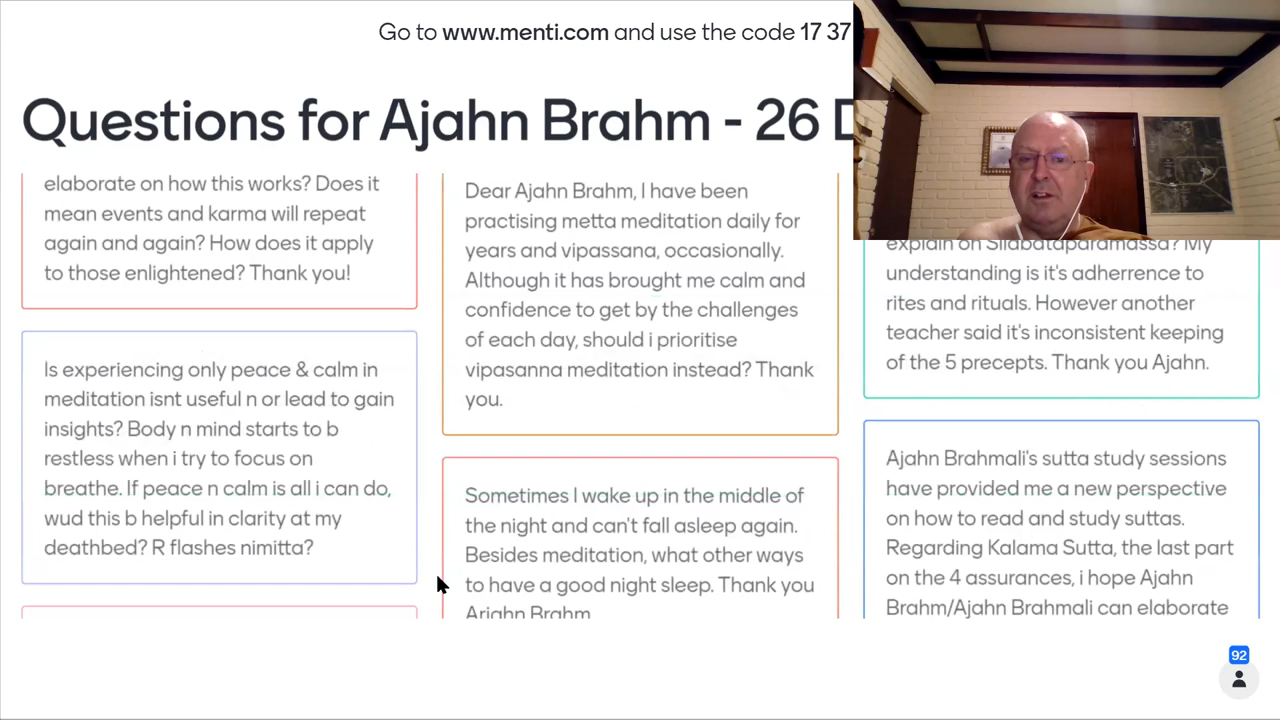 Go to www.menti.com and use the code 17 37
Questions for Ajahn Brahm - 26 D
elaborate on how this works? Does it
mean events and karma will repeat
again and again? How does it apply
to those enlightened? Thank you!
Is experiencing only peace & calm in
meditation isnt useful n or lead to gain
insights? Body n mind starts to b
restless when i try to focus on
breathe. If peace n calm is all i can do,
wud this b helpful in clarity at my
deathbed? R flashes nimitta?
Dear Ajahn Brahm, I have been
practising metta meditation daily for
years and vipassana, occasionally.
Although it has brought me calm and
confidence to get by the challenges
of each day, should i prioritise
vipasanna meditation instead? Thank
you.
Sometimes I wake up in the middle of
the night and can't fall asleep again.
Besides meditation, what other ways
to have a good night sleep. Thank you
Arjahn Brahm
explain on Silabataparamassa? My
understanding is it's adherrence to
rites and rituals. However another
teacher said it's inconsistent keeping
of the 5 precepts. Thank you Ajahn.
Ajahn Brahmali's sutta study sessions
have provided me a new perspective
on how to read and study suttas.
Regarding Kalama Sutta, the last part
on the 4 assurances, i hope Ajahn
Brahm/Ajahn Brahmali can elaborate
92